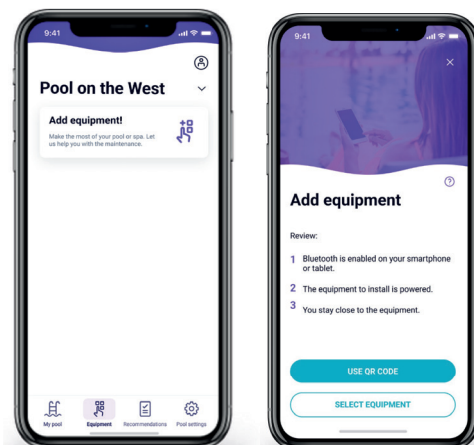 9:41
Pool on the West
Add equipment!
Make the most of your pool or spa. Let
us help you with the maintenance.
My pool
Equipment
Recommendations
Pool settings
9:41
Add equipment
Review:
1 Bluetooth is enabled on your smartphone
or tablet.
2 The equipment to install is powered.
3 You stay close to the equipment.
USE QR CODE
SELECT EQUIPMENT